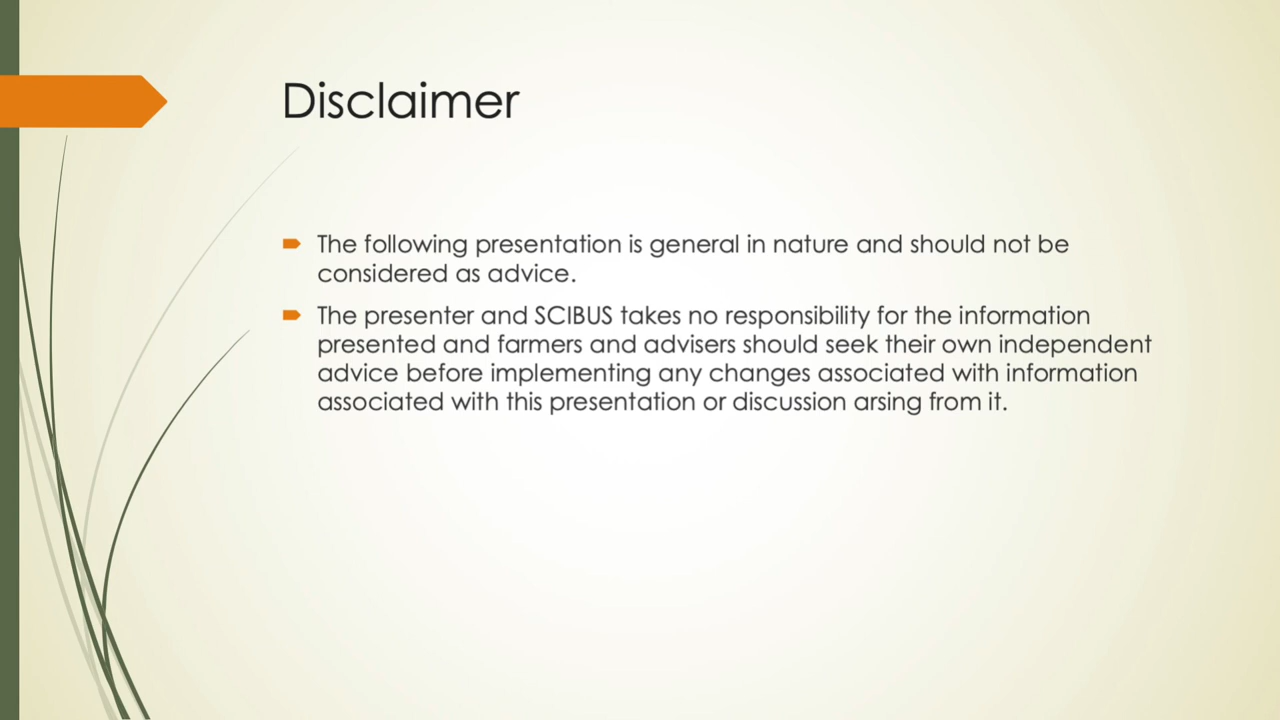 Disclaimer
The following presentation is general in nature and should not be
considered as advice.
The presenter and SCIBUS takes no responsibility for the information
presented and farmers and advisers should seek their own independent
advice before implementing any changes associated with information
associated with this presentation or discussion arsing from it.